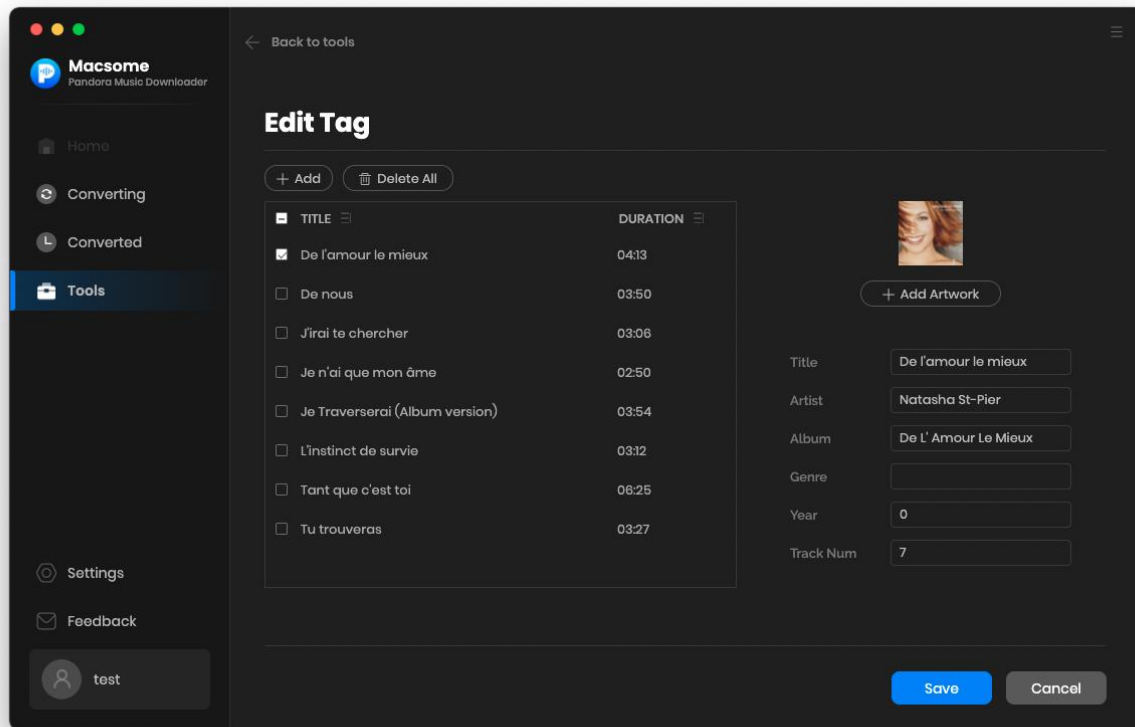 Macsome
Pandora Music Downloader
Home
Converting
Converted
Tools
Settings
Feedback
test
Back to tools
Edit Tag
+ Add
Delete All
TITLE DURATION
De l'amour le mieux 04:13
De nous 03:50
J'irai te chercher 03:06
Je n'ai que mon âme 02:50
Je Traverserai (Album version) 03:54
L'instinct de survie 03:12
Tant que c'est toi 06:25
Tu trouveras 03:27
+ Add Artwork
Title De l'amour le mieux
Artist Natasha St-Pier
Album De L' Amour Le Mieux
Genre
Year 0
Track Num 7
Save Cancel